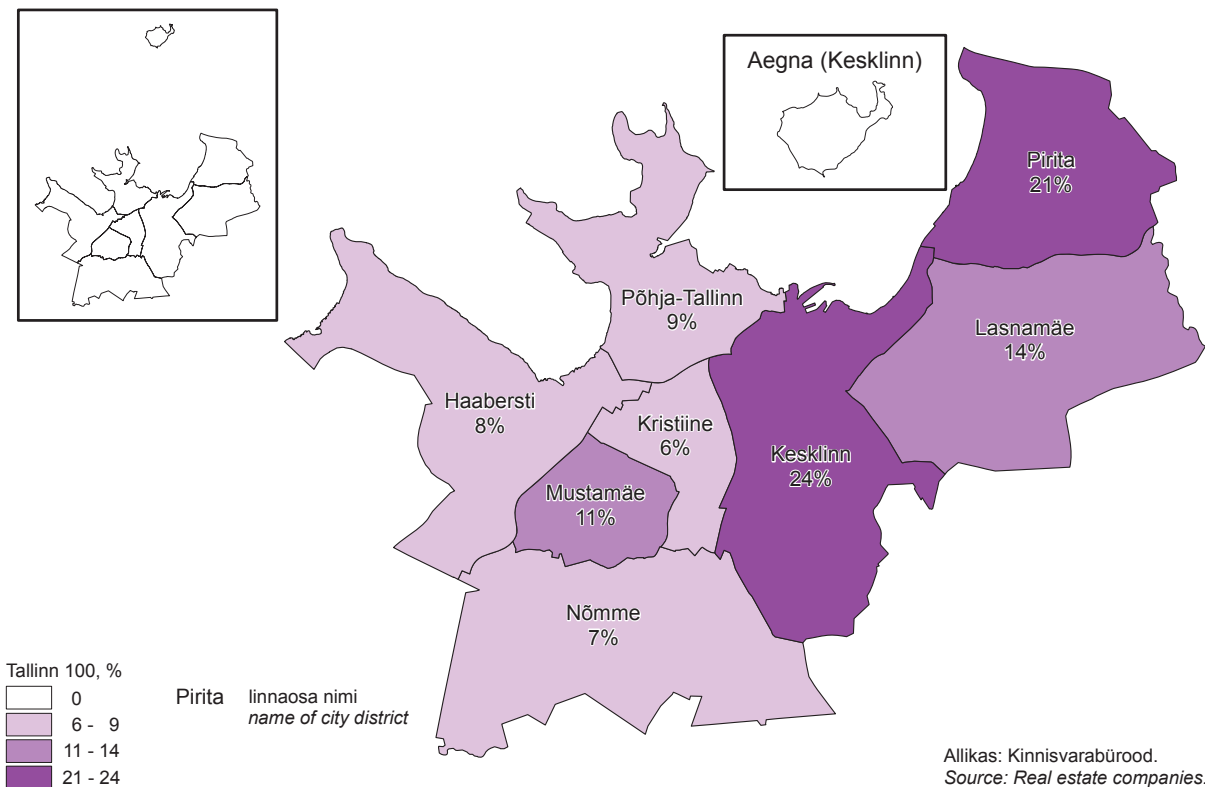 Aegna (Kesklinn)
Pirita
21%
Põhja-Tallinn
9%
Lasnamäe
14%
Haabersti
8%
Kristiine
6%
Kesklinn
24%
Mustamäe
11%
Nõmme
7%
Tallinn 100, %
0
6 - 9
11 - 14
21 - 24
Pirita linnaosa nimi
name of city district
Allikas: Kinnisvarabürood.
Source: Real estate companies.